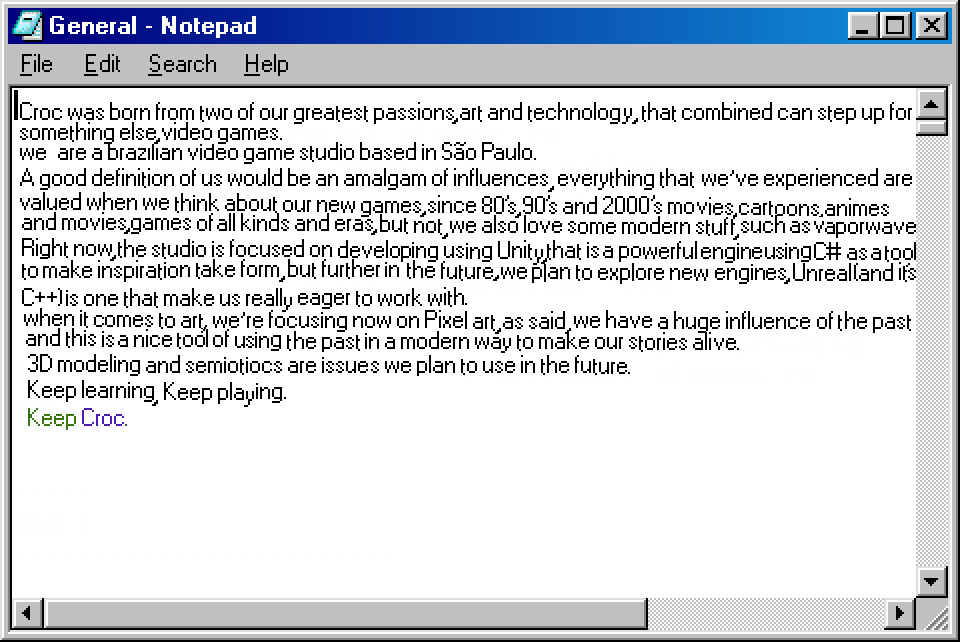 General - Notepad
File Edit Search Help
Croc was born from two of our greatest passions,art and technology,that combined can step up for
something else,video games.
we are a brazilian video game studio based in São Paulo.
A good definition of us would be an amalgam of influences, everything that we've experienced are
valued when we think about our new games,since 80's,90's and 2000's movies,cartoons,animes
and movies,games of all kinds and eras,but not,we also love some modern stuff,such as vaporwave
Right now,the studio is focused on developing using Unity,that is a powerful engine using C# as a tool
to make inspiration take form,but further in the future,we plan to explore new engines,Unreal(and it's
C++)is one that make us really eager to work with.
when it comes to art, we're focusing now on Pixel art,as said, we have a huge influence of the past
and this is a nice tool of using the past in a modern way to make our stories alive.
3D modeling and semiotiocs are issues we plan to use in the future.
Keep learning, Keep playing.
Keep Croc.